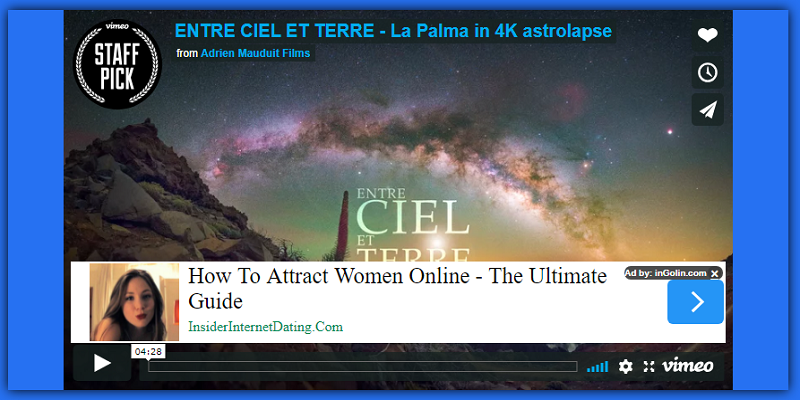 vimeo
STAFF
PICK
ENTRE CIEL ET TERRE - La Palma in 4K astrolapse
from Adrien Mauduit Films
ENTRE
CIEL
ET
TERRE
Ad by: inGolin.com
How To Attract Women Online - The Ultimate
Guide
InsiderInternetDating.Com
04:28
vimeo